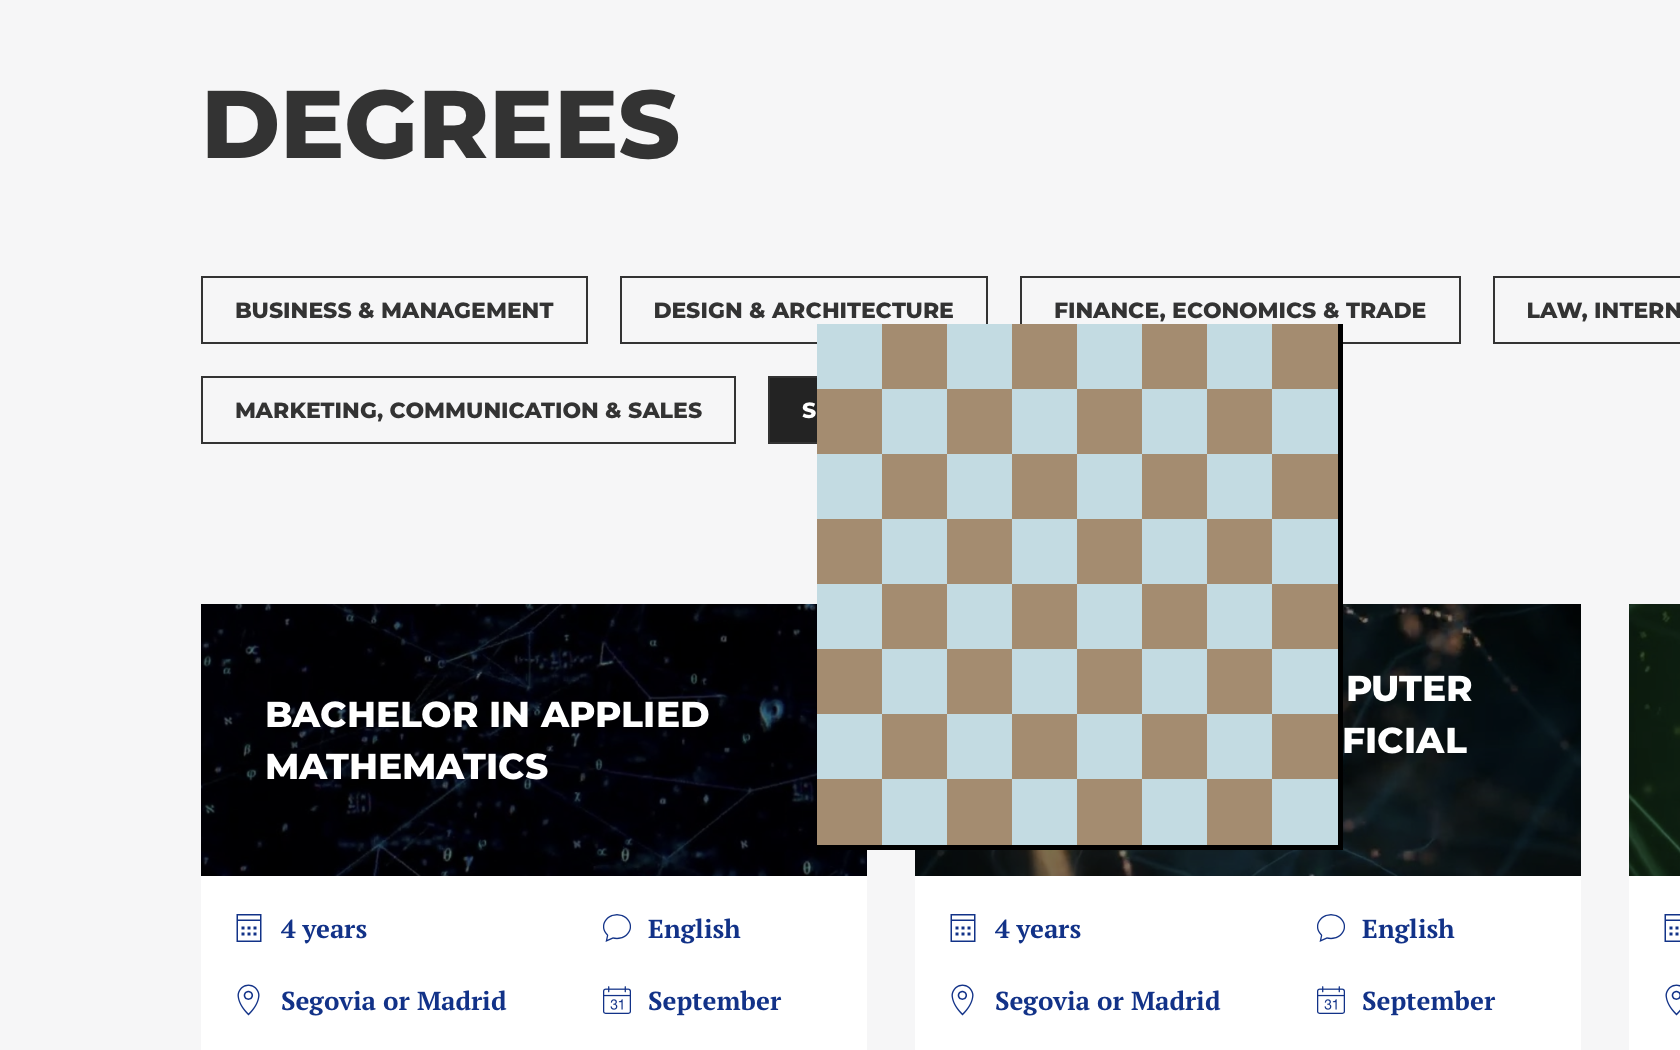 DEGREES
BUSINESS & MANAGEMENT
DESIGN & ARCHITECTURE
FINANCE, ECONOMICS & TRADE
LAW, INTERN
MARKETING, COMMUNICATION & SALES
S
BACHELOR IN APPLIED
MATHEMATICS
PUTER
FICIAL
4 years
English
4 years
English
Segovia or Madrid
31
September
Segovia or Madrid
31
September